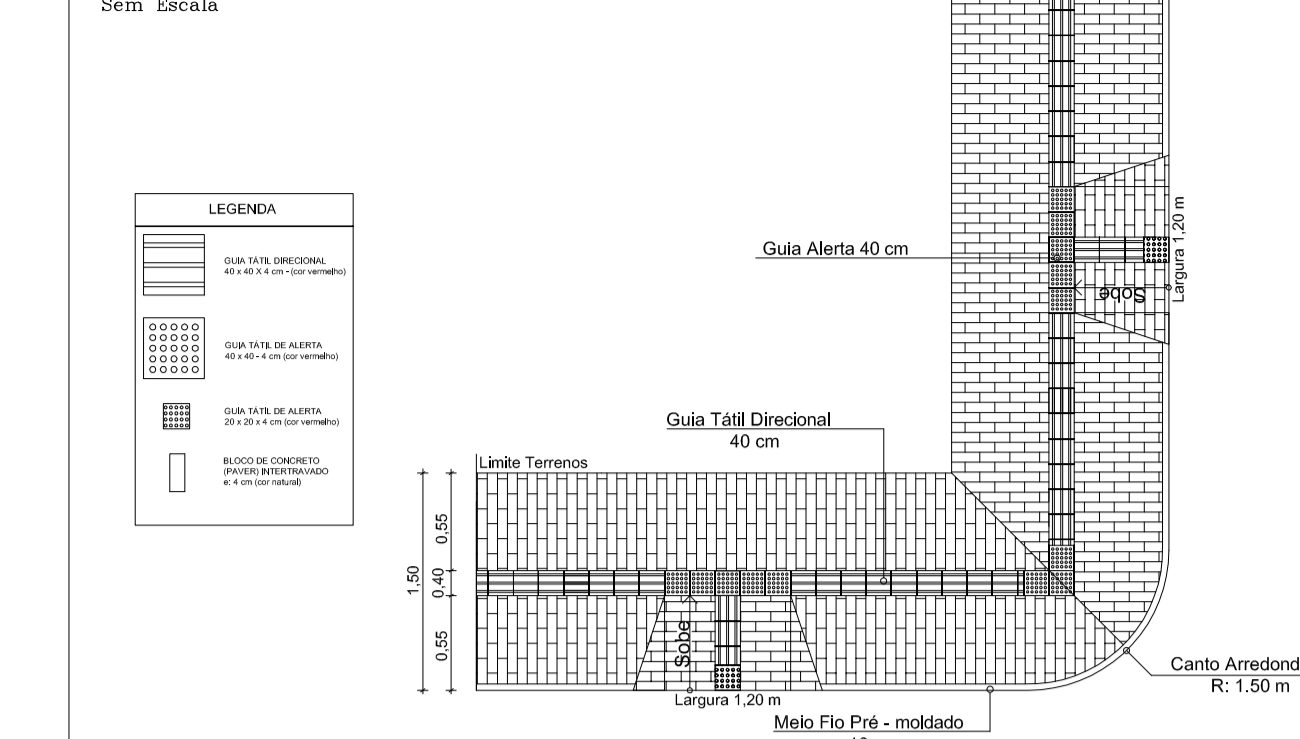 Sem Escala
LEGENDA
GUIA TÁTIL DIRECIONAL
40 x 40 X 4 cm - (cor vermelho)
GUIA TÁTIL DE ALERTA
40 x 40 - 4 cm (cor vermelho)
GUIA TÁTIL DE ALERTA
20 x 20 x 4 cm (cor vermelho)
BLOCO DE CONCRETO
(PAVER) INTERTRAVADO
e: 4 cm (cor natural)
Guia Alerta 40 cm
Sobe
Largura 1,20 m
Guia Tátil Direcional
40 cm
Limite Terrenos
1,50
0,55
0,40
0,55
Sobe
Largura 1,20 m
Meio Fio Pré - moldado
Canto Arredond
R: 1.50 m